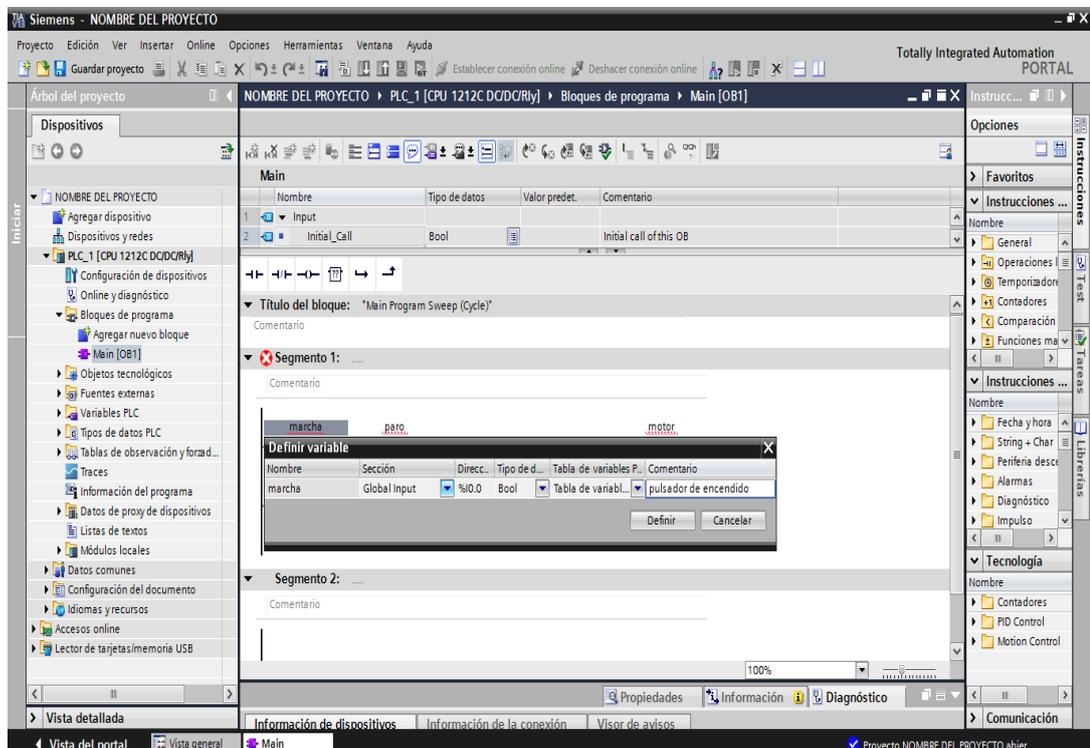 Siemens - NOMBRE DEL PROYECTO
Proyecto Edición Ver Insertar Online Opciones Herramientas Ventana Ayuda
Guardar proyecto
Establecer conexión online
Deshacer conexión online
Totally Integrated Automation
PORTAL
Iniciar
Árbol del proyecto
Dispositivos
NOMBRE DEL PROYECTO
Agregar dispositivo
Dispositivos y redes
PLC_1 [CPU 1212C DC/DC/Rly]
Configuración de dispositivos
Online y diagnóstico
Bloques de programa
Agregar nuevo bloque
Main [OB1]
Objetos tecnológicos
Fuentes externas
Variables PLC
Tipos de datos PLC
Tablas de observación y forzad...
Traces
Información del programa
Datos de proxy de dispositivos
Listas de textos
Módulos locales
Datos comunes
Configuración del documento
Idiomas y recursos
Accesos online
Lector de tarjetas/memoria USB
Vista detallada
NOMBRE DEL PROYECTO PLC_1 [CPU 1212C DC/DC/Rly] Bloques de programa Main [OB1]
Main
Nombre Tipo de datos Valor predet. Comentario
1 Input
2 Initial_Call Bool Initial call of this OB
Título del bloque: "Main Program Sweep (Cycle)"
Comentario
Segmento 1: .....
Comentario
marcha paro motor
Definir variable X
Nombre Sección Direcc... Tipo de d... Tabla de variables P... Comentario
marcha Global Input %I0.0 Bool Tabla de variabl... pulsador de encendido
Definir Cancelar
Segmento 2: .....
Comentario
100%
Propiedades Información Diagnóstico
Información de dispositivos Información de la conexión Visor de avisos
Instrucc...
Opciones
Favoritos
Instrucciones ...
Nombre
General
Operaciones l
Temporizadore
Contadores
Comparación
Funciones ma
Instrucciones ...
Nombre
Fecha y hora
String + Char
Periferia desce
Alarmas
Diagnóstico
Impulso
Tecnología
Nombre
Contadores
PID Control
Motion Control
Comunicación
Instrucciones
Test
Tareas
Librerías
Vista del portal Vista general Main
Proyecto NOMBRE DEL PROYECTO abier